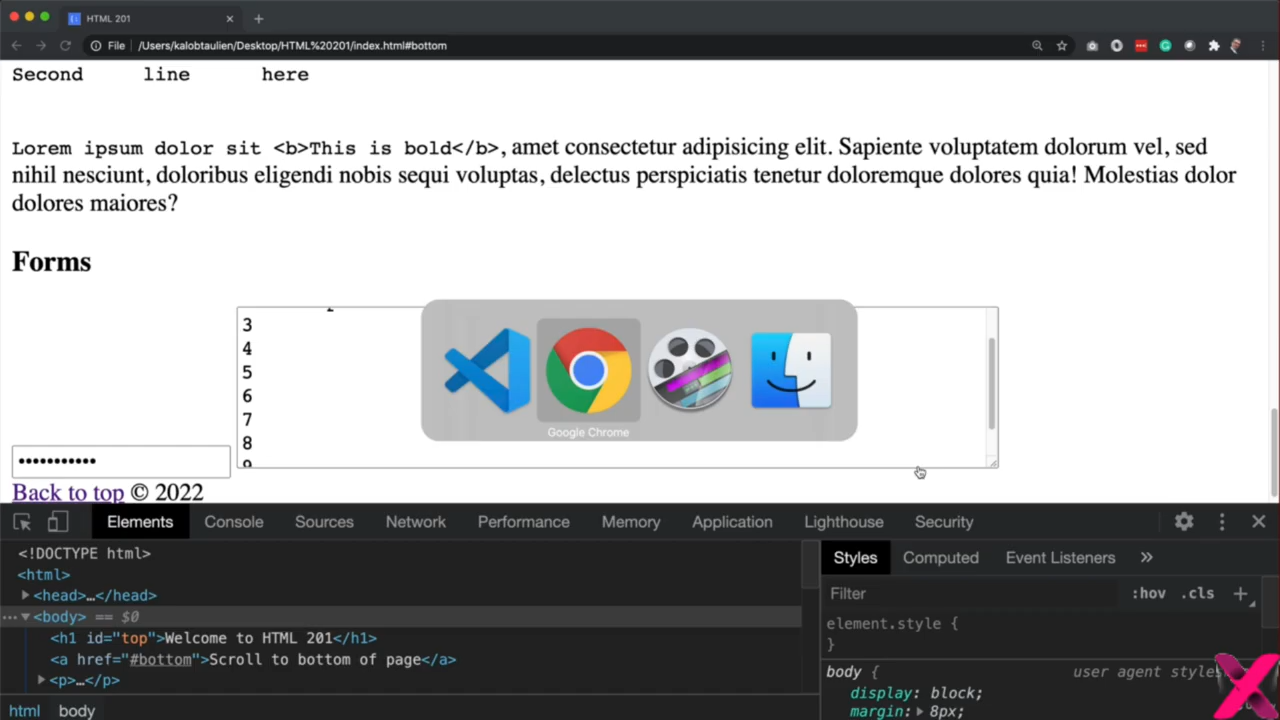 HTML 201
File /Users/kalobtaulien/Desktop/HTML%20201/index.html#bottom
Second line here
Lorem ipsum dolor sit <b>This is bold</b>, amet consectetur adipisicing elit. Sapiente voluptatem dolorum vel, sed
nihil nesciunt, doloribus eligendi nobis sequi voluptas, delectus perspiciatis tenetur doloremque dolores quia! Molestias dolor
dolores maiores?
Forms
3
4
5
6
7
8
9
Google Chrome
•••••••••••
Back to top © 2022
Elements Console Sources Network Performance Memory Application Lighthouse Security
<!DOCTYPE html>
<html>
<head>…</head>
<body> == $0
<h1 id="top">Welcome to HTML 201</h1>
<a href="#bottom">Scroll to bottom of page</a>
<p>…</p>
html body
Styles Computed Event Listeners »
Filter :hov .cls +
element.style {
}
body { user agent styles
display: block;
margin: 8px;